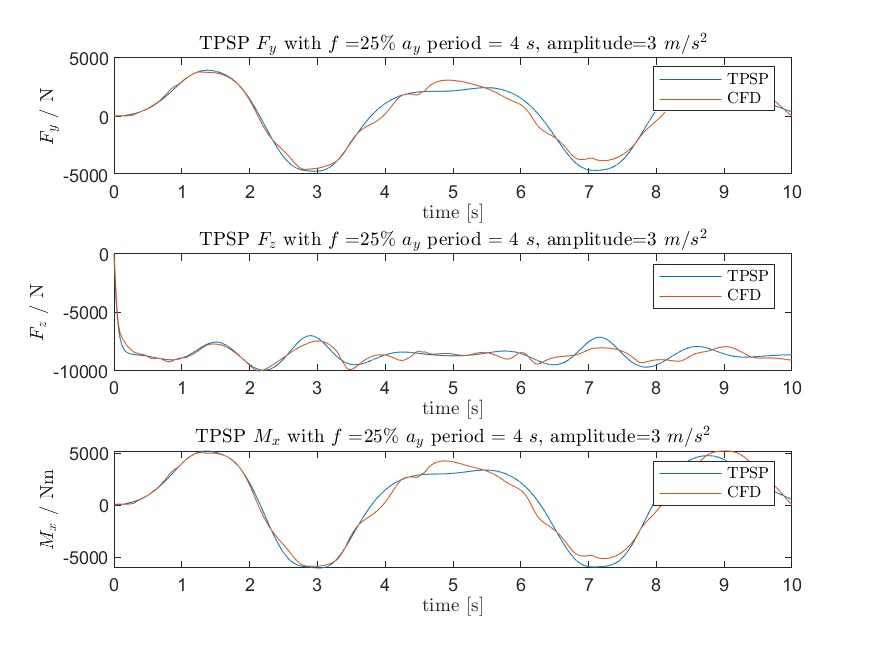 TPSP F_y with f =25% a_y period = 4 s, amplitude=3 m/s²
5000
0
-5000
F_y / N
TPSP
CFD
0 1 2 3 4 5 6 7 8 9 10
time [s]
TPSP F_z with f =25% a_y period = 4 s, amplitude=3 m/s²
0
-5000
-10000
F_z / N
TPSP
CFD
0 1 2 3 4 5 6 7 8 9 10
time [s]
TPSP M_x with f =25% a_y period = 4 s, amplitude=3 m/s²
5000
0
-5000
M_x / Nm
TPSP
CFD
0 1 2 3 4 5 6 7 8 9 10
time [s]